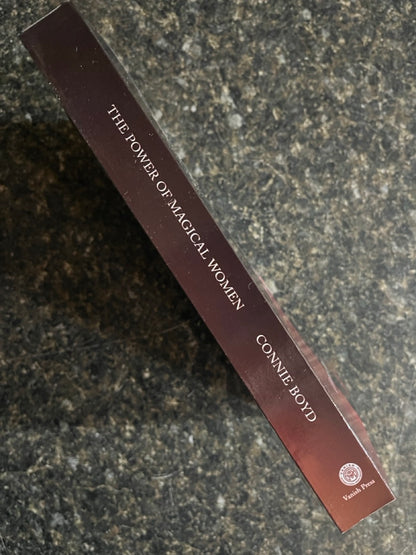 THE POWER OF MAGICAL WOMEN
CONNIE BOYD
Vanish Press